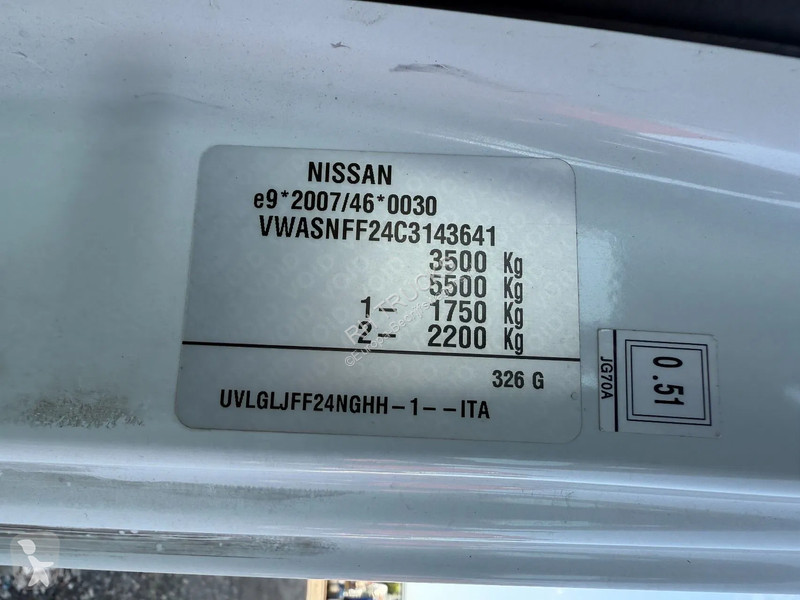 NISSAN
e9*2007/46*0030
VWASNFF24C3143641
3500 Kg
5500 Kg
1- 1750 Kg
2- 2200 Kg
326 G
UVLGLJFF24NGHH-1--ITA
0.51
JG70A